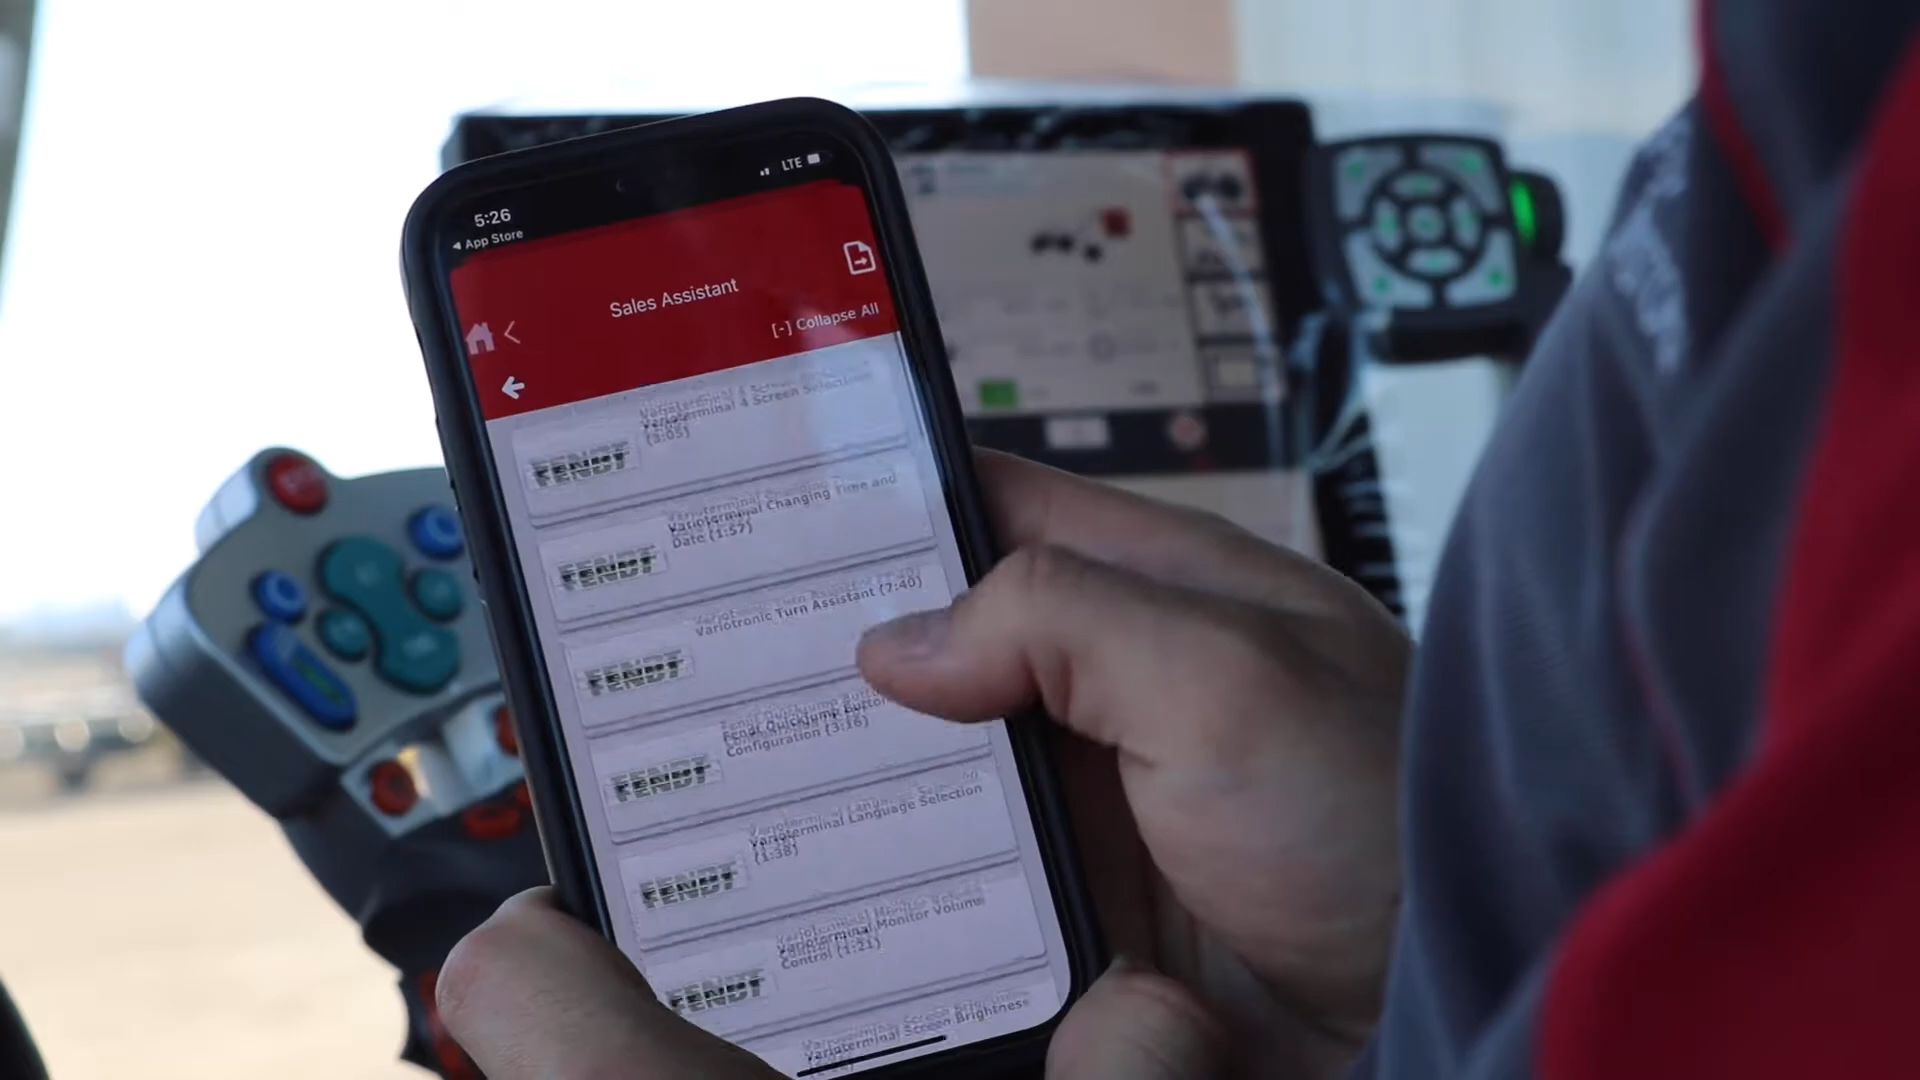 5:26
LTE
App Store
Sales Assistant
[-] Collapse All
Varioterminal 4 Screen Selections
(3:05)
FENDT
Varioterminal Changing Time and
Date (1:57)
FENDT
Variotronic Turn Assistant (7:40)
FENDT
Fendt QuickJump Button
Configuration (3:16)
FENDT
Varioterminal Language Selection
(1:38)
FENDT
Varioterminal Monitor Volume
Control (1:21)
FENDT
Varioterminal Screen Brightness